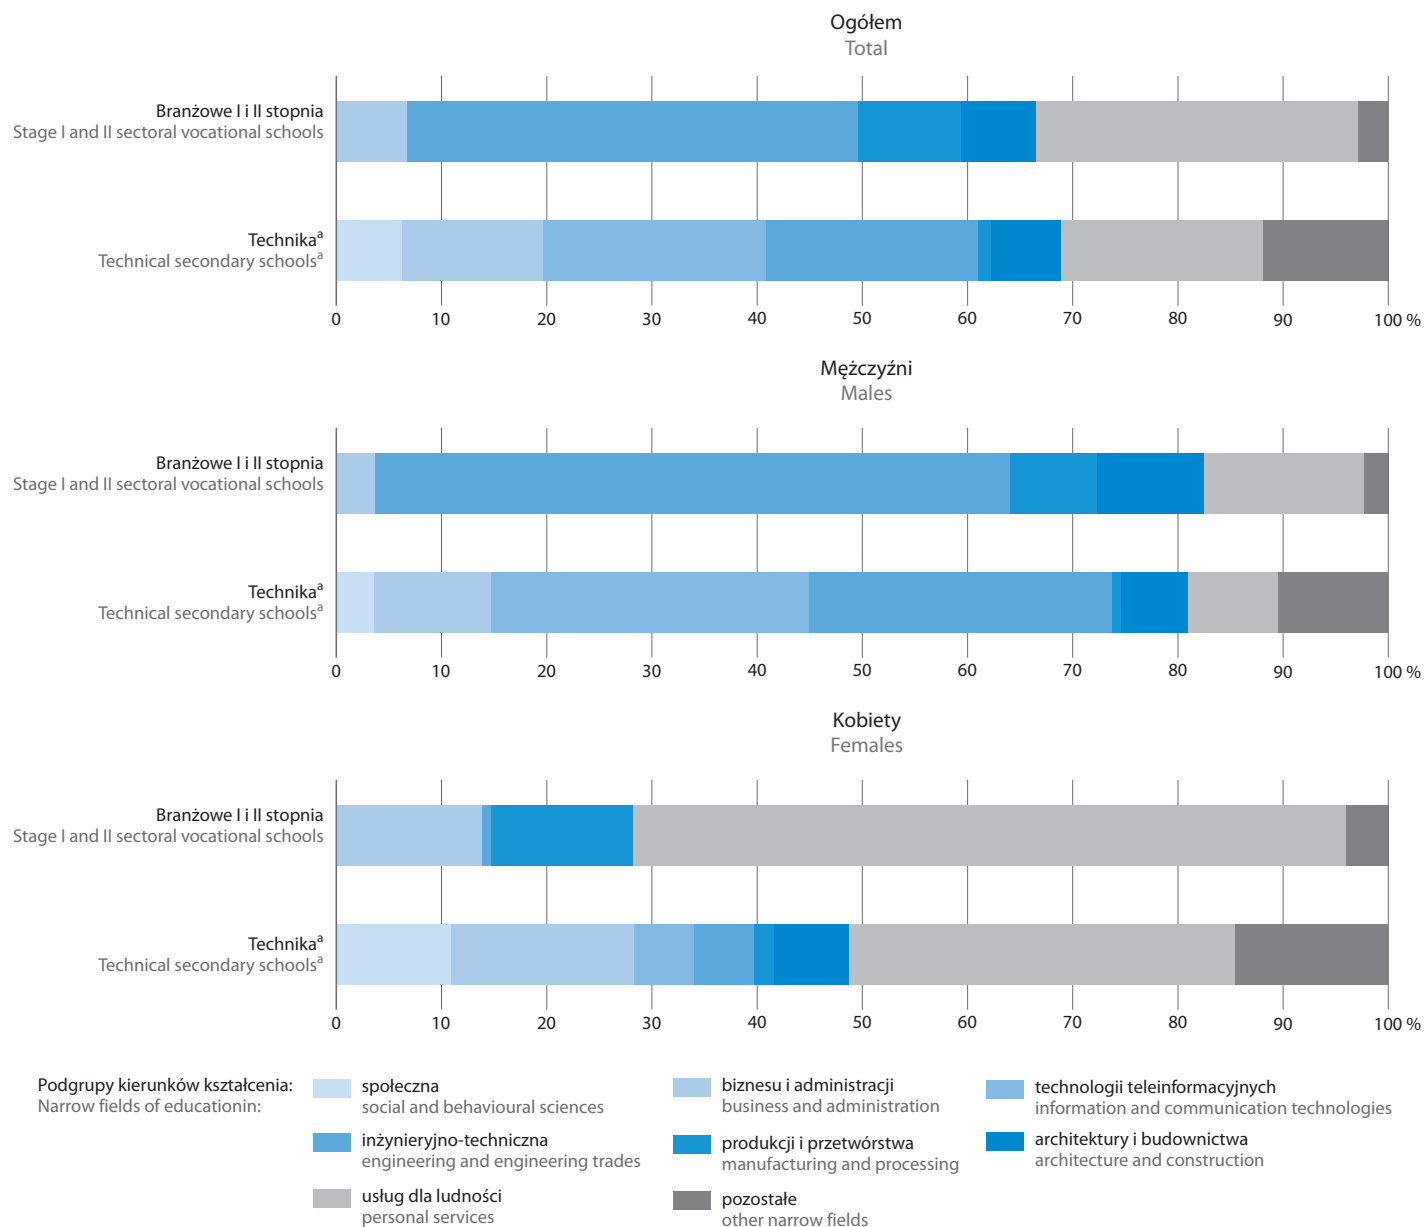 Ogółem
Total
Branżowe I i II stopnia
Stage I and II sectoral vocational schools
Technikaᵃ
Technical secondary schoolsᵃ
0 10 20 30 40 50 60 70 80 90 100 %
Mężczyźni
Males
Branżowe I i II stopnia
Stage I and II sectoral vocational schools
Technikaᵃ
Technical secondary schoolsᵃ
0 10 20 30 40 50 60 70 80 90 100 %
Kobiety
Females
Branżowe I i II stopnia
Stage I and II sectoral vocational schools
Technikaᵃ
Technical secondary schoolsᵃ
0 10 20 30 40 50 60 70 80 90 100 %
Podgrupy kierunków kształcenia:
Narrow fields of educationin:
społeczna
social and behavioural sciences
biznesu i administracji
business and administration
technologii teleinformacyjnych
information and communication technologies
inżynieryjno-techniczna
engineering and engineering trades
produkcji i przetwórstwa
manufacturing and processing
architektury i budownictwa
architecture and construction
usług dla ludności
personal services
pozostałe
other narrow fields